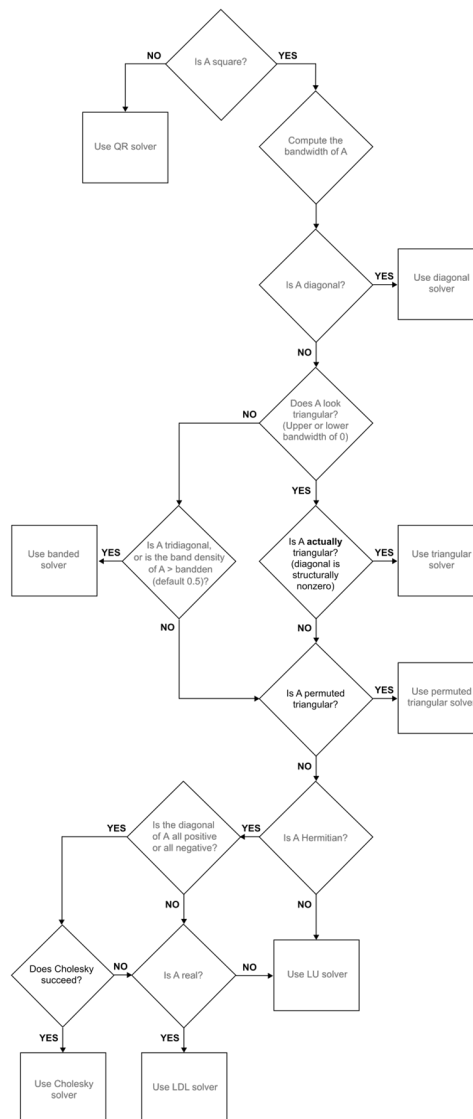 NO
YES
Is A square?
Use QR solver
Compute the
bandwidth of A
Is A diagonal?
YES
Use diagonal
solver
NO
Does A look
triangular?
(Upper or lower
bandwidth of 0)
NO
YES
Is A tridiagonal,
or is the band density
of A > bandden
(default 0.5)?
YES
Use banded
solver
Is A actually
triangular?
(diagonal is
structurally
nonzero)
YES
Use triangular
solver
NO
NO
Is A permuted
triangular?
YES
Use permuted
triangular solver
NO
Is A Hermitian?
YES
Is the diagonal
of A all positive
or all negative?
YES
NO
NO
Does Cholesky
succeed?
NO
Is A real?
NO
Use LU solver
YES
YES
Use Cholesky
solver
Use LDL solver